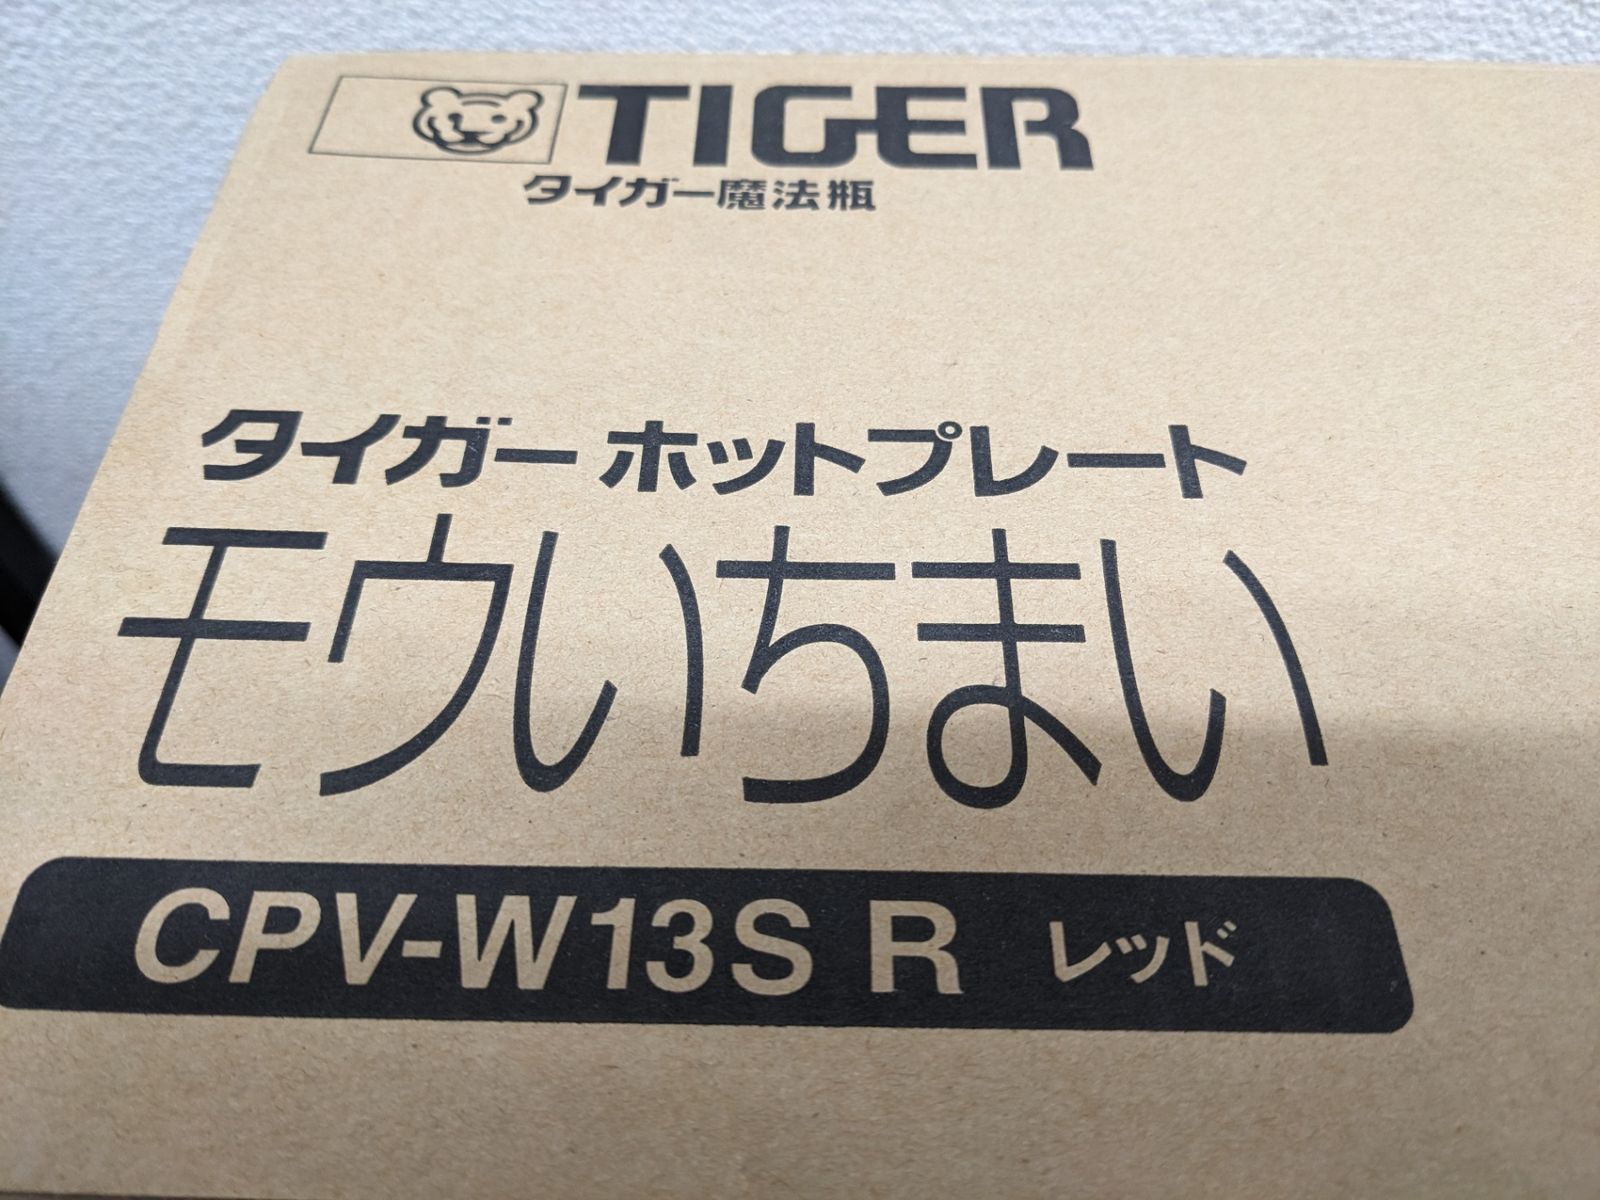 TIGER
タイガー魔法瓶
タイガー ホットプレート
モウいちまい
CPV-W13S R レッド